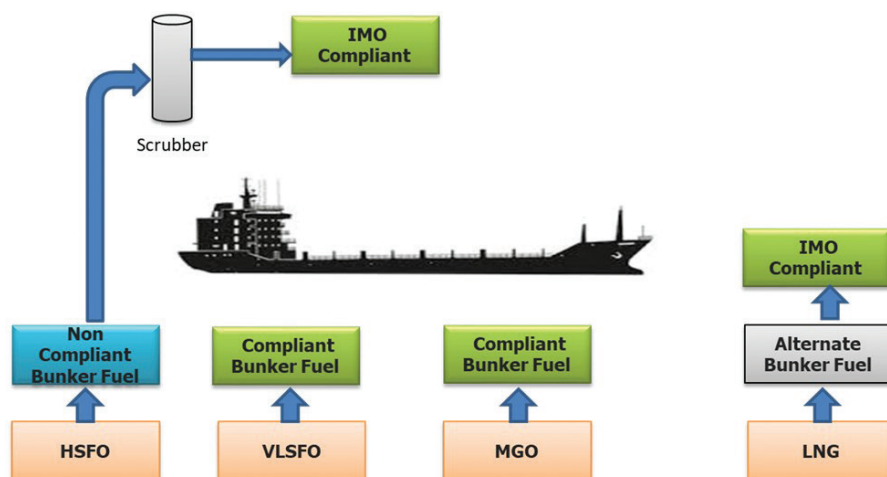 IMO
Compliant
Scrubber
IMO
Compliant
Non
Compliant
Bunker Fuel
Compliant
Bunker Fuel
Compliant
Bunker Fuel
Alternate
Bunker Fuel
HSFO
VLSFO
MGO
LNG